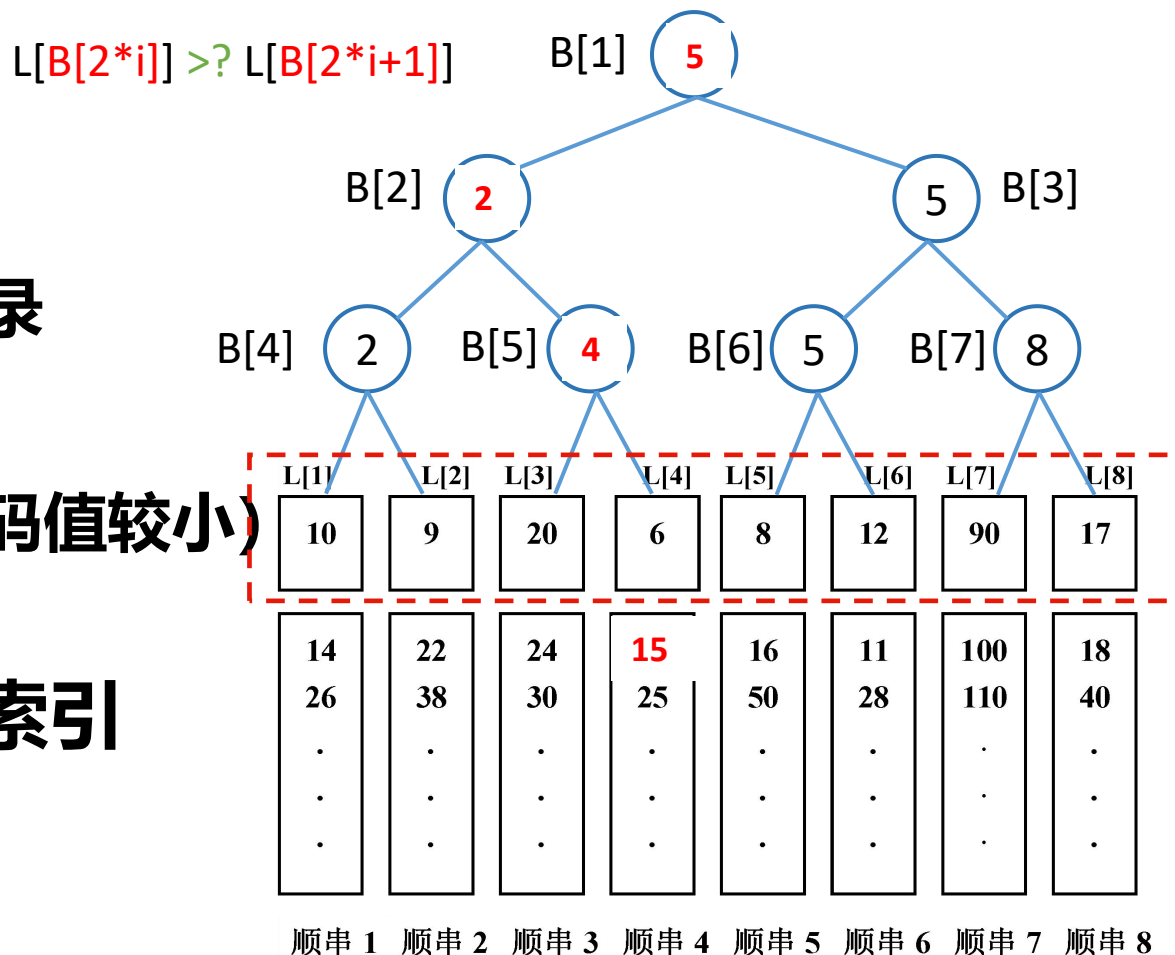 L[B[2*i]] >? L[B[2*i+1]]
B[1] 5
B[2] 2 5 B[3]
录
B[4] 2 B[5] 4 B[6] 5 B[7] 8
L[1] L[2] L[3] L[4] L[5] L[6] L[7] L[8]
码值较小）
10 9 20 6 8 12 90 17
14 22 24 15 16 11 100 18
26 38 30 25 50 28 110 40
索引
顺串 1 顺串 2 顺串 3 顺串 4 顺串 5 顺串 6 顺串 7 顺串 8